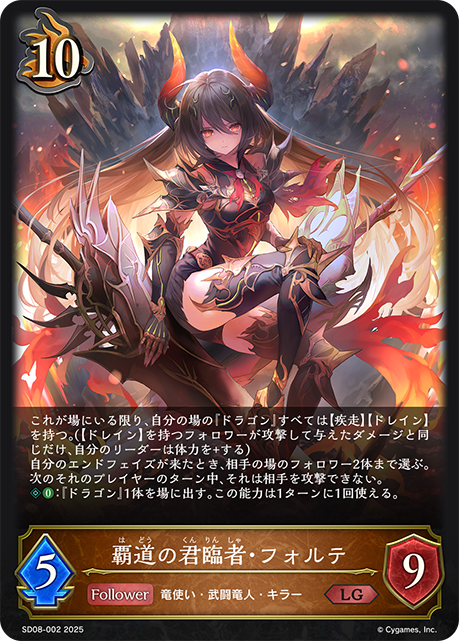 10
これが場にいる限り、自分の場の『ドラゴン』すべては【疾走】【ドレイン】
を持つ。(【ドレイン】を持つフォロワーが攻撃して与えたダメージと同
じだけ、自分のリーダーは体力を+する)
自分のエンドフェイズが来たとき、相手の場のフォロワー2体まで選ぶ。
次のそれのプレイヤーのターン中、それは相手を攻撃できない。
0:『ドラゴン』1体を場に出す。この能力は1ターンに1回使える。
はどう くんりんしゃ
覇道の君臨者・フォルテ
5
Follower 竜使い・武闘竜人・キラー LG
9
SD08-002 2025 © Cygames, Inc.